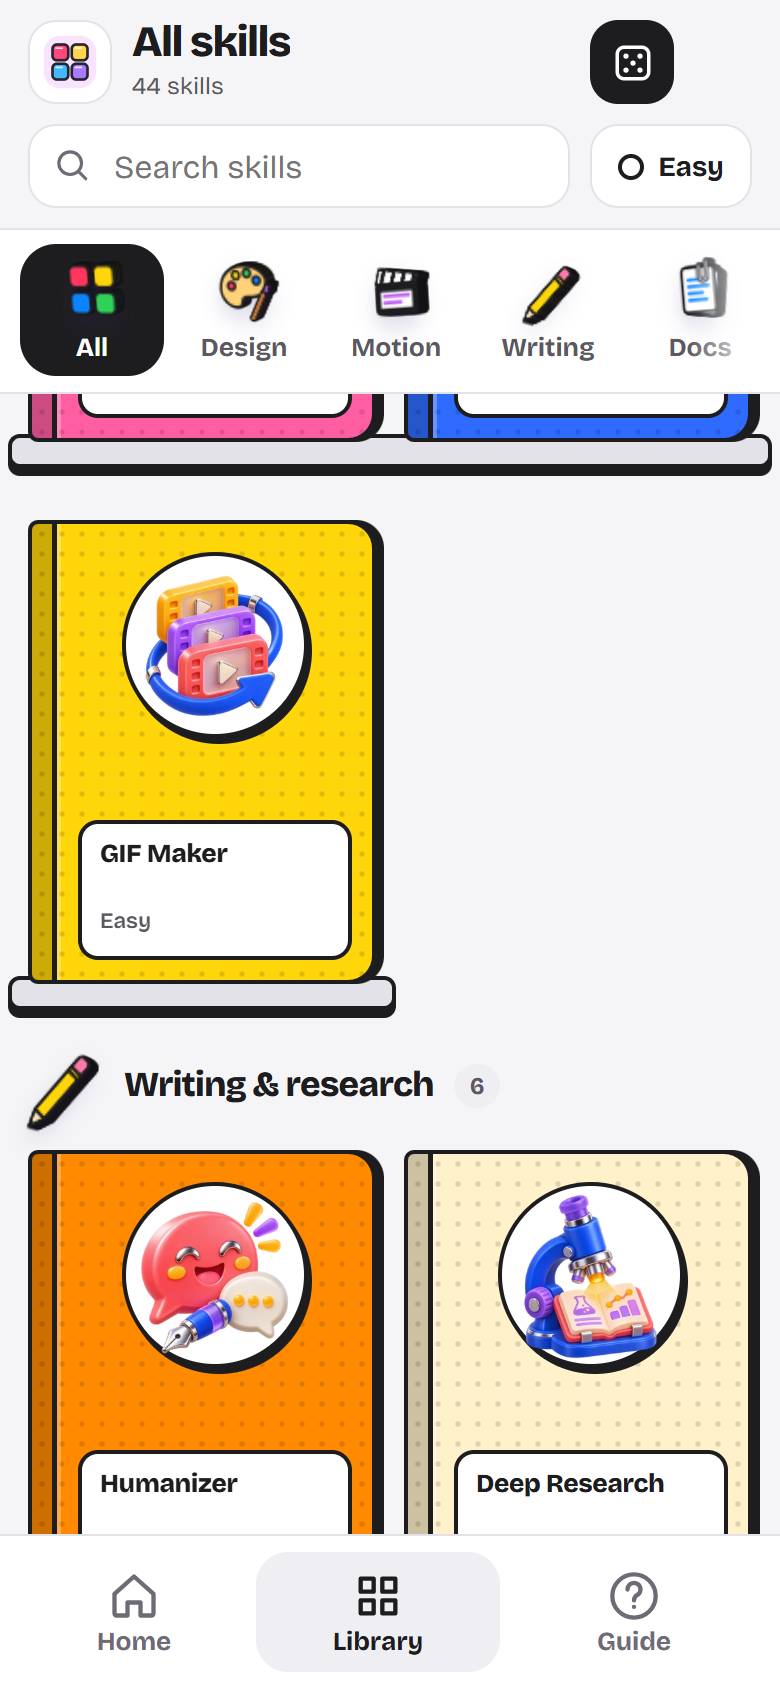 All skills
44 skills
Search skills
Easy
All
Design
Motion
Writing
Docs
GIF Maker
Easy
Writing & research 6
Humanizer
Deep Research
Home
Library
Guide